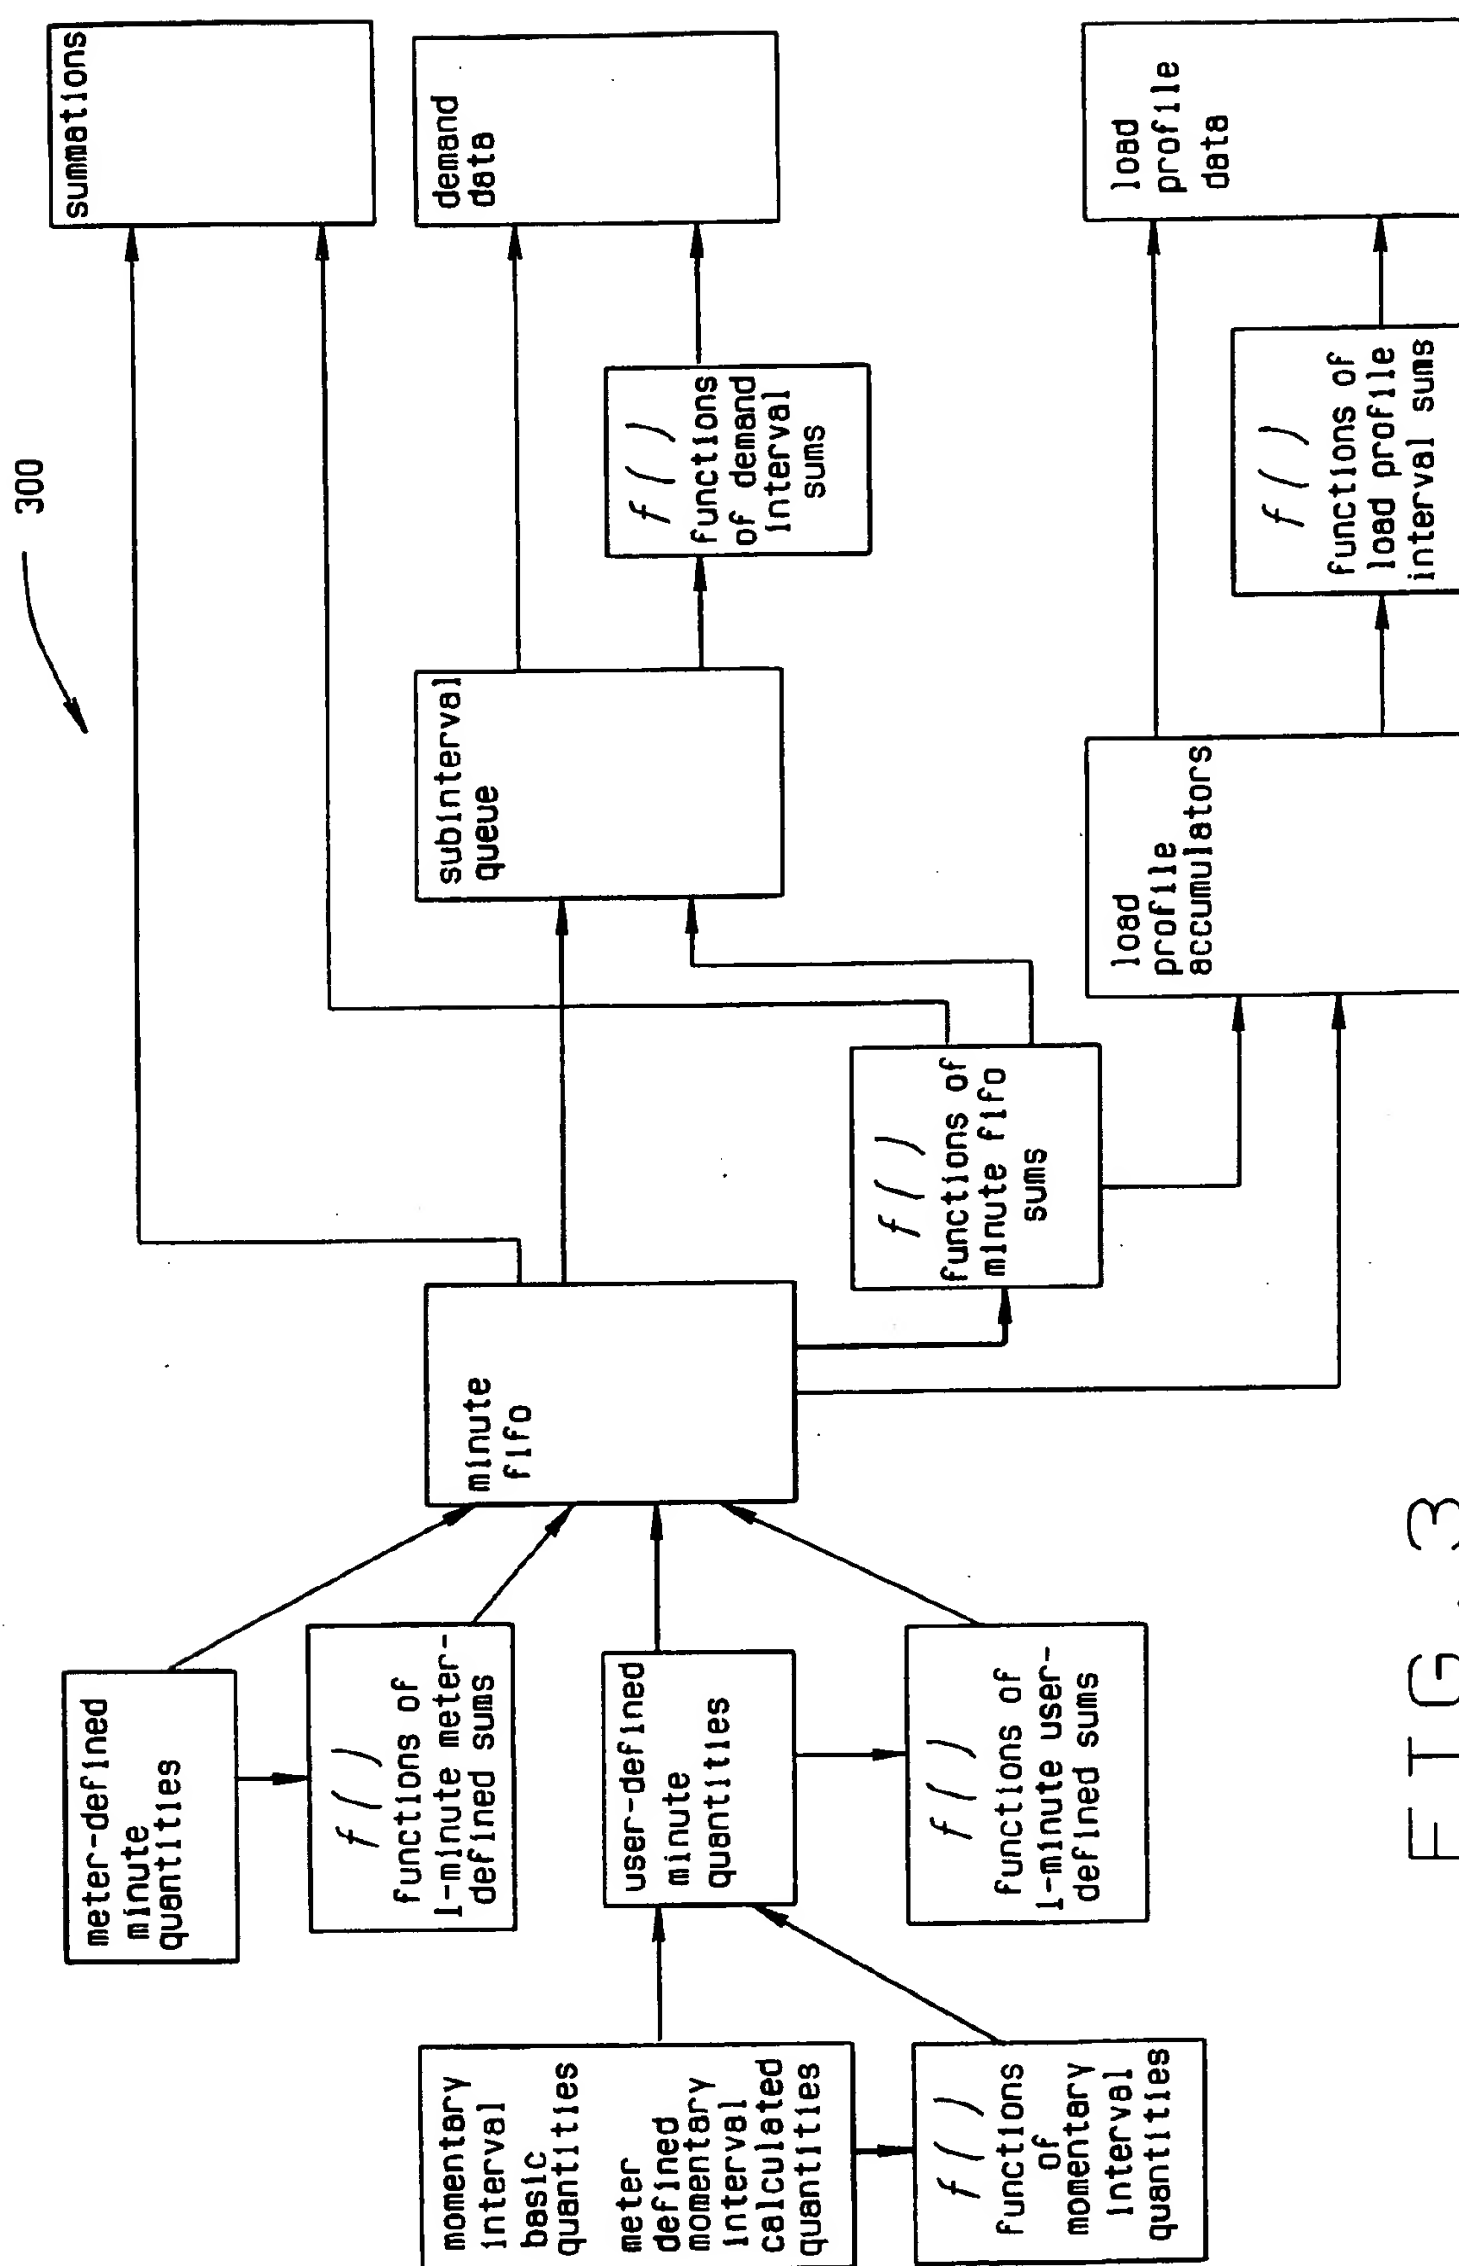 300
meter-defined
minute
quantities
f()
functions of
1-minute meter-
defined sums
momentary
interval
basic
quantities
meter
defined
momentary
interval
calculated
quantities
f()
functions
of
momentary
interval
quantities
user-defined
minute
quantities
f()
functions of
1-minute user-
defined sums
minute
fifo
f()
functions of
minute fifo
sums
subinterval
queue
f()
functions
of demand
interval
sums
load
profile
accumulators
f()
functions of
load profile
interval sums
summations
demand
data
load
profile
data
FIG. 3